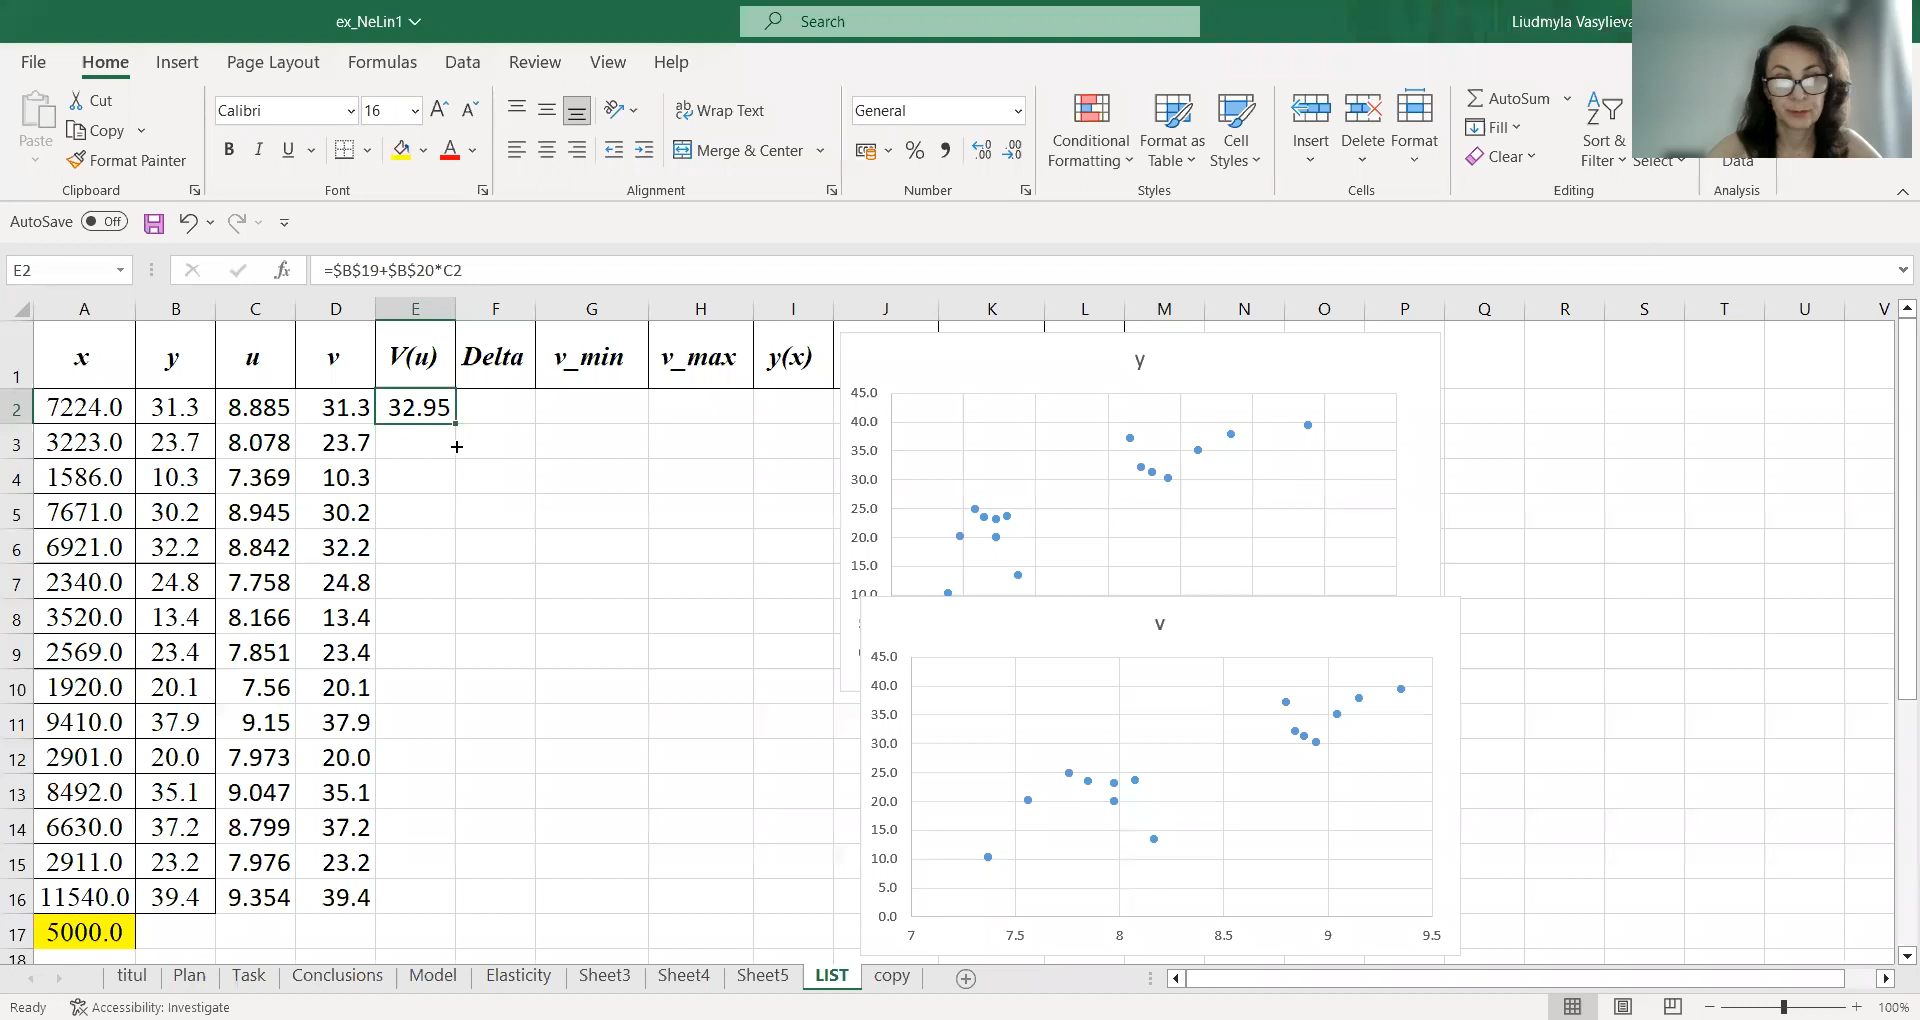 ex_NeLin1
Search
Liudmyla Vasylieva
File Home Insert Page Layout Formulas Data Review View Help
Paste
Cut
Copy
Format Painter
Clipboard
Calibri 16
B I U
Font
Wrap Text
Merge & Center
Alignment
General
Number
Conditional Formatting
Format as Table
Cell Styles
Styles
Insert Delete Format
Cells
AutoSum
Fill
Clear
Sort & Filter
Select
Editing
Data
Analysis
AutoSave Off
E2 fx =$B$19+$B$20*C2
A B C D E F G H I J K L M N O P Q R S T U V
1 x y u v V(u) Delta v_min v_max y(x)
2 7224.0 31.3 8.885 31.3 32.95
3 3223.0 23.7 8.078 23.7
4 1586.0 10.3 7.369 10.3
5 7671.0 30.2 8.945 30.2
6 6921.0 32.2 8.842 32.2
7 2340.0 24.8 7.758 24.8
8 3520.0 13.4 8.166 13.4
9 2569.0 23.4 7.851 23.4
10 1920.0 20.1 7.56 20.1
11 9410.0 37.9 9.15 37.9
12 2901.0 20.0 7.973 20.0
13 8492.0 35.1 9.047 35.1
14 6630.0 37.2 8.799 37.2
15 2911.0 23.2 7.976 23.2
16 11540.0 39.4 9.354 39.4
17 5000.0
18
y
45.0
40.0
35.0
30.0
25.0
20.0
15.0
10.0
v
45.0
40.0
35.0
30.0
25.0
20.0
15.0
10.0
5.0
0.0
7 7.5 8 8.5 9 9.5
titul Plan Task Conclusions Model Elasticity Sheet3 Sheet4 Sheet5 LIST copy
Ready Accessibility: Investigate 100%